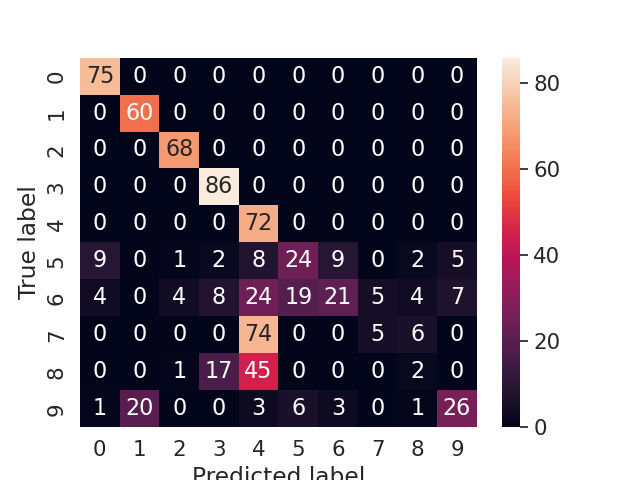 0 75 0 0 0 0 0 0 0 0 0
1 0 60 0 0 0 0 0 0 0 0
2 0 0 68 0 0 0 0 0 0 0
3 0 0 0 86 0 0 0 0 0 0
4 0 0 0 0 72 0 0 0 0 0
5 9 0 1 2 8 24 9 0 2 5
6 4 0 4 8 24 19 21 5 4 7
7 0 0 0 0 74 0 0 5 6 0
8 0 0 1 17 45 0 0 0 2 0
9 1 20 0 0 3 6 3 0 1 26
0 1 2 3 4 5 6 7 8 9
True label
Predicted label
80
60
40
20
0